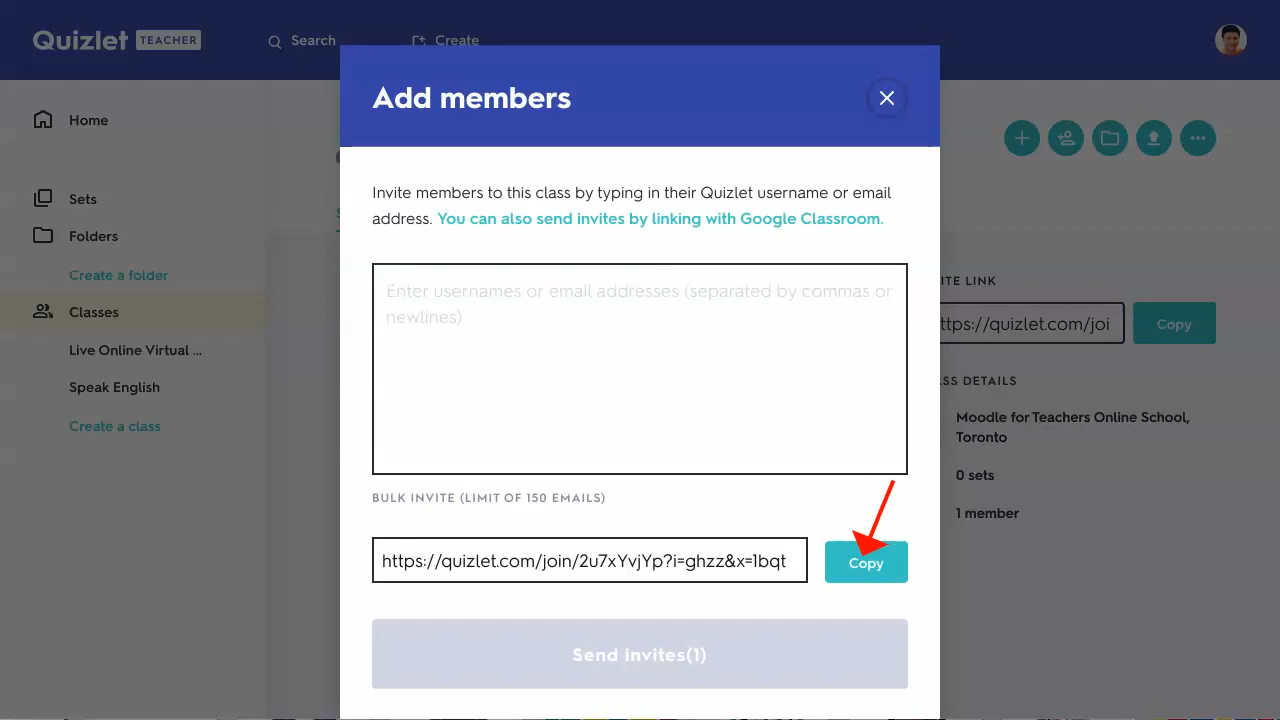 Quizlet TEACHER
Search
Create
Add members
Home
Sets
Folders
Create a folder
Classes
Live Online Virtual ...
Speak English
Create a class
Invite members to this class by typing in their Quizlet username or email
address. You can also send invites by linking with Google Classroom.
Enter usernames or email addresses (separated by commas or
newlines)
BULK INVITE (LIMIT OF 150 EMAILS)
https://quizlet.com/join/2u7xYvjYp?i=ghzz&x=1bqt
Copy
Send invites(1)
ITE LINK
ttps://quizlet.com/joi
Copy
ASS DETAILS
Moodle for Teachers Online School,
Toronto
0 sets
1 member